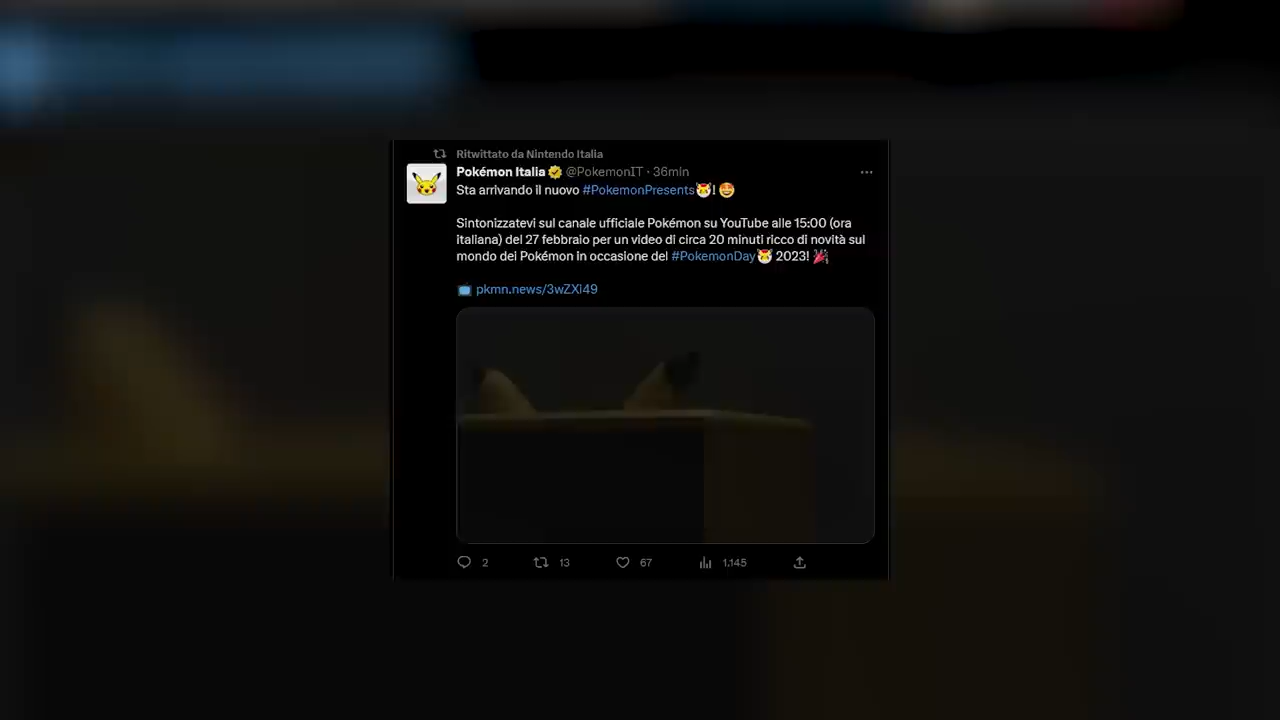 Ritwittato da Nintendo Italia
Pokémon Italia @PokemonIT · 36min
Sta arrivando il nuovo #PokemonPresents! 🤩
Sintonizzatevi sul canale ufficiale Pokémon su YouTube alle 15:00 (ora
italiana) del 27 febbraio per un video di circa 20 minuti ricco di novità sul
mondo dei Pokémon in occasione del #PokemonDay 2023! 🎉
📺 pkmn.news/3wZXl49
2 13 67 1.145